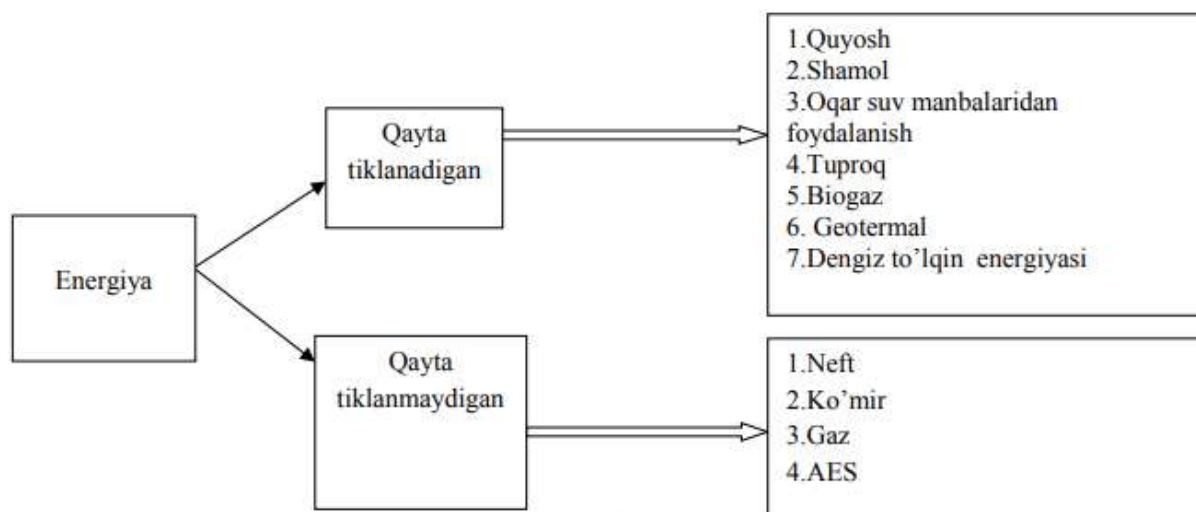 Energiya
Qayta
tiklanadigan
1.Quyosh
2.Shamol
3.Oqar suv manbalaridan
foydalanish
4.Tuproq
5.Biogaz
6. Geotermal
7.Dengiz to’lqin energiyasi
Qayta
tiklanmaydigan
1.Neft
2.Ko’mir
3.Gaz
4.AES